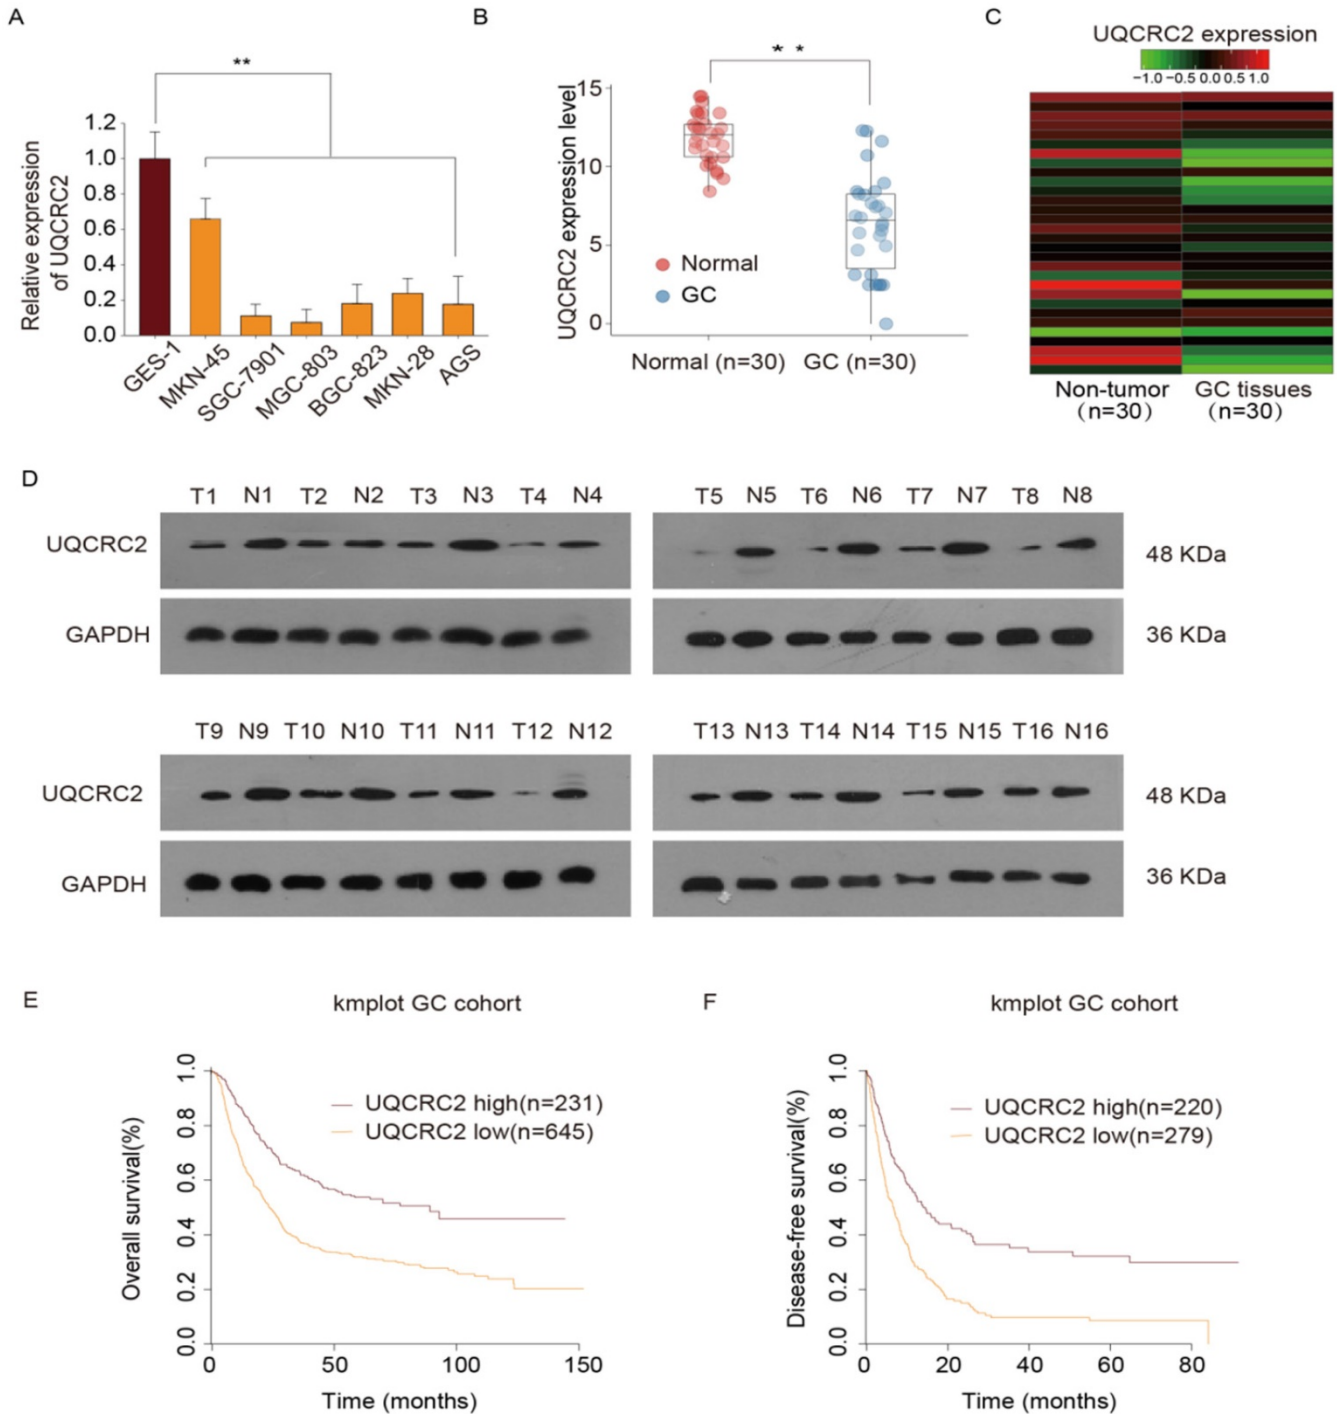 A
**
Relative expression
of UQCRC2
1.2
1.0
0.8
0.6
0.4
0.2
0.0
GES-1
MKN-45
SGC-7901
MGC-803
BGC-823
MKN-28
AGS
B
* *
UQCRC2 expression level
15
10
5
0
Normal
GC
Normal (n=30) GC (n=30)
C
UQCRC2 expression
−1.0 −0.5 0.0 0.5 1.0
Non-tumor
(n=30)
GC tissues
(n=30)
D
T1 N1 T2 N2 T3 N3 T4 N4
T5 N5 T6 N6 T7 N7 T8 N8
UQCRC2
48 KDa
GAPDH
36 KDa
T9 N9 T10 N10 T11 N11 T12 N12
T13 N13 T14 N14 T15 N15 T16 N16
UQCRC2
48 KDa
GAPDH
36 KDa
E
kmplot GC cohort
Overall survival(%)
1.0
0.8
0.6
0.4
0.2
0.0
UQCRC2 high(n=231)
UQCRC2 low(n=645)
0 50 100 150
Time (months)
F
kmplot GC cohort
Disease-free survival(%)
1.0
0.8
0.6
0.4
0.2
0.0
UQCRC2 high(n=220)
UQCRC2 low(n=279)
0 20 40 60 80
Time (months)